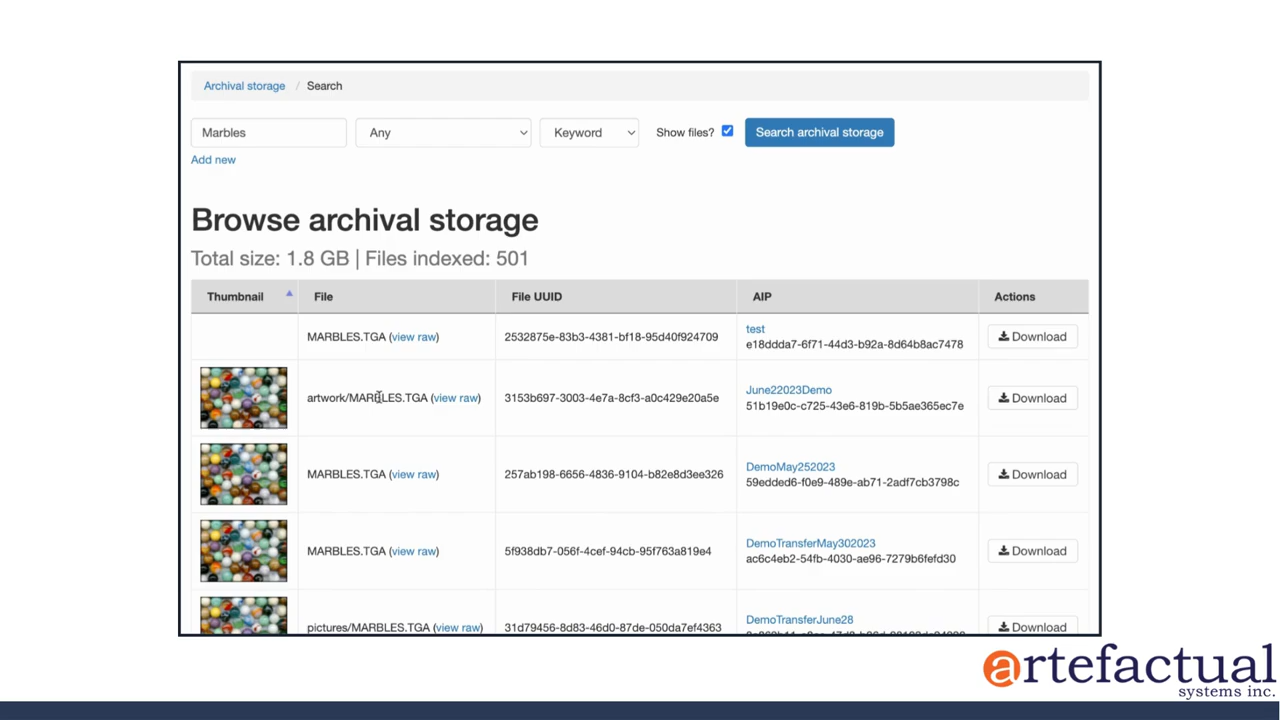 Archival storage / Search
Marbles Any Keyword Show files? Search archival storage
Add new
Browse archival storage
Total size: 1.8 GB | Files indexed: 501
Thumbnail File File UUID AIP Actions
MARBLES.TGA (view raw) 2532875e-83b3-4381-bf18-95d40f924709 test Download
e18ddda7-6f71-44d3-b92a-8d64b8ac7478
artwork/MARBLES.TGA (view raw) 3153b697-3003-4e7a-8cf3-a0c429e20a5e June22023Demo Download
51b19e0c-c725-43e6-819b-5b5ae365ec7e
MARBLES.TGA (view raw) 257ab198-6656-4836-9104-b82e8d3ee326 DemoMay252023 Download
59edded6-f0e9-489e-ab71-2adf7cb3798c
MARBLES.TGA (view raw) 5f938db7-056f-4cef-94cb-95f763a819e4 DemoTransferMay302023 Download
ac6c4eb2-54fb-4030-ae96-7279b6fefd30
pictures/MARBLES.TGA (view raw) 31d79456-8d83-46d0-87de-050da7ef4363 DemoTransferJune28 Download
artefactual
systems inc.